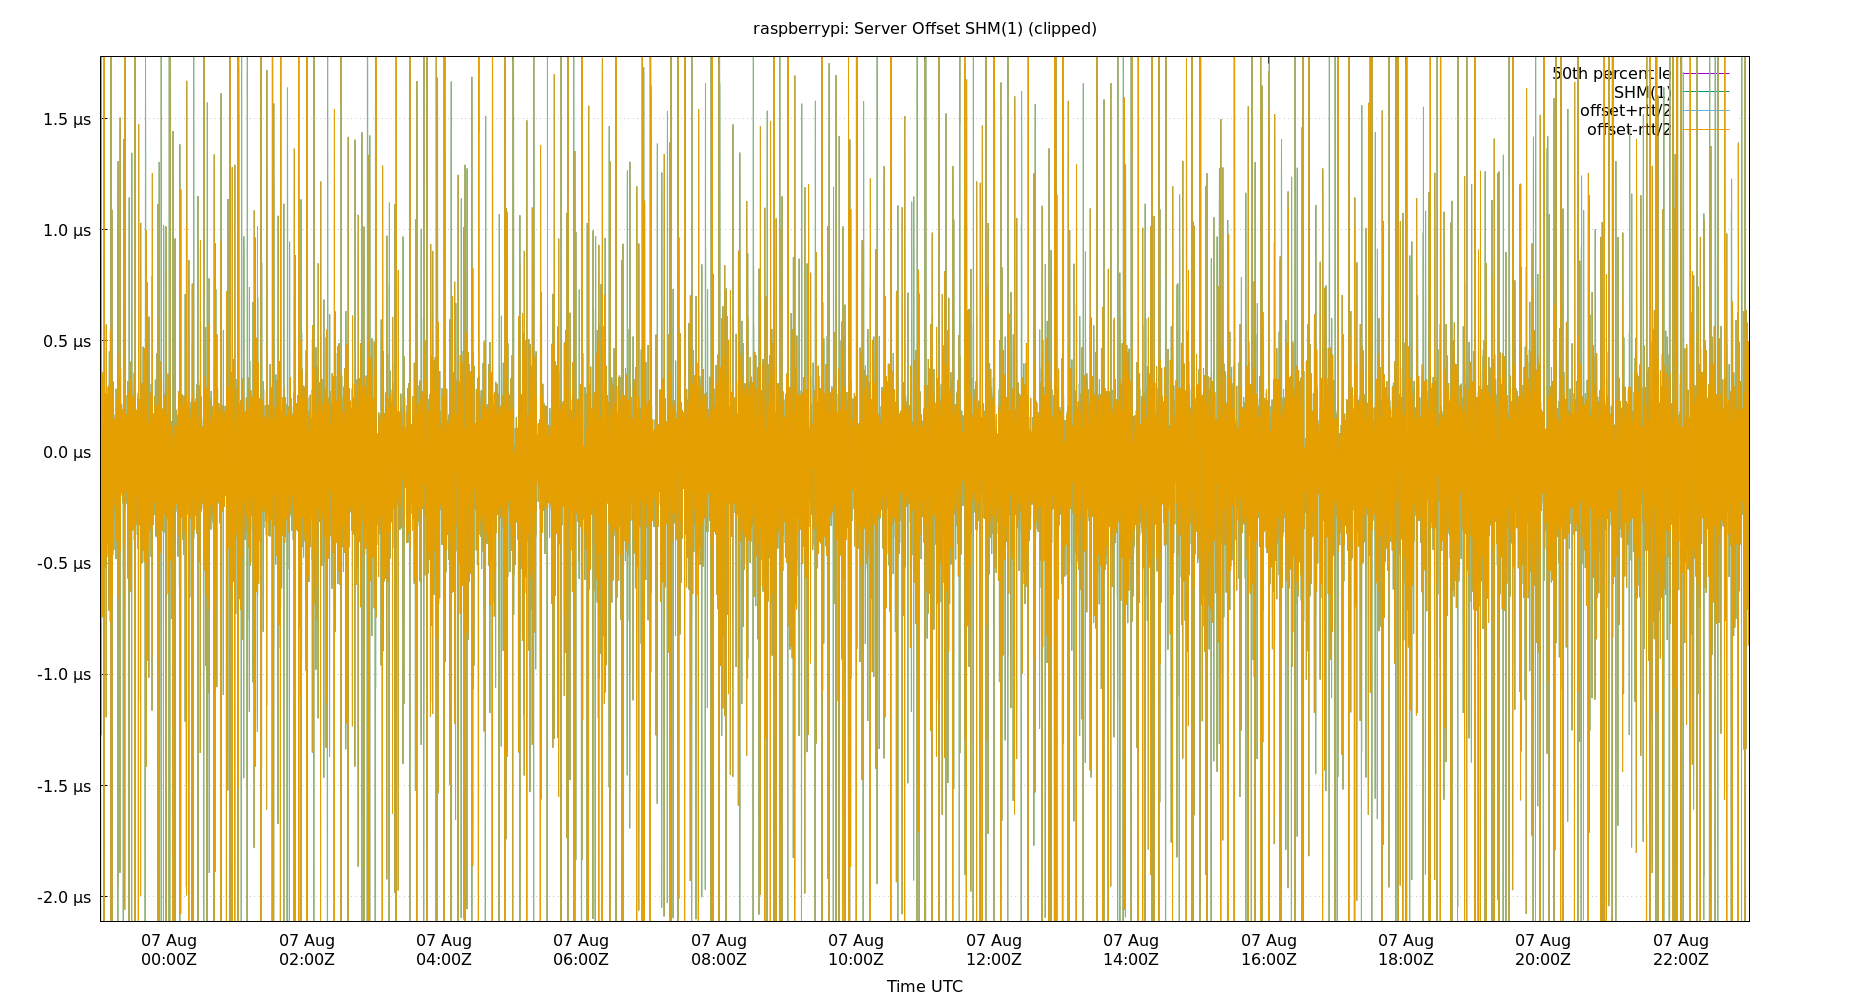 raspberrypi: Server Offset SHM(1) (clipped)
50th percentile
SHM(1)
offset+rtt/2
offset-rtt/2
1.5 µs
1.0 µs
0.5 µs
0.0 µs
-0.5 µs
-1.0 µs
-1.5 µs
-2.0 µs
07 Aug 07 Aug 07 Aug 07 Aug 07 Aug 07 Aug 07 Aug 07 Aug 07 Aug 07 Aug 07 Aug 07 Aug
00:00Z 02:00Z 04:00Z 06:00Z 08:00Z 10:00Z 12:00Z 14:00Z 16:00Z 18:00Z 20:00Z 22:00Z
Time UTC